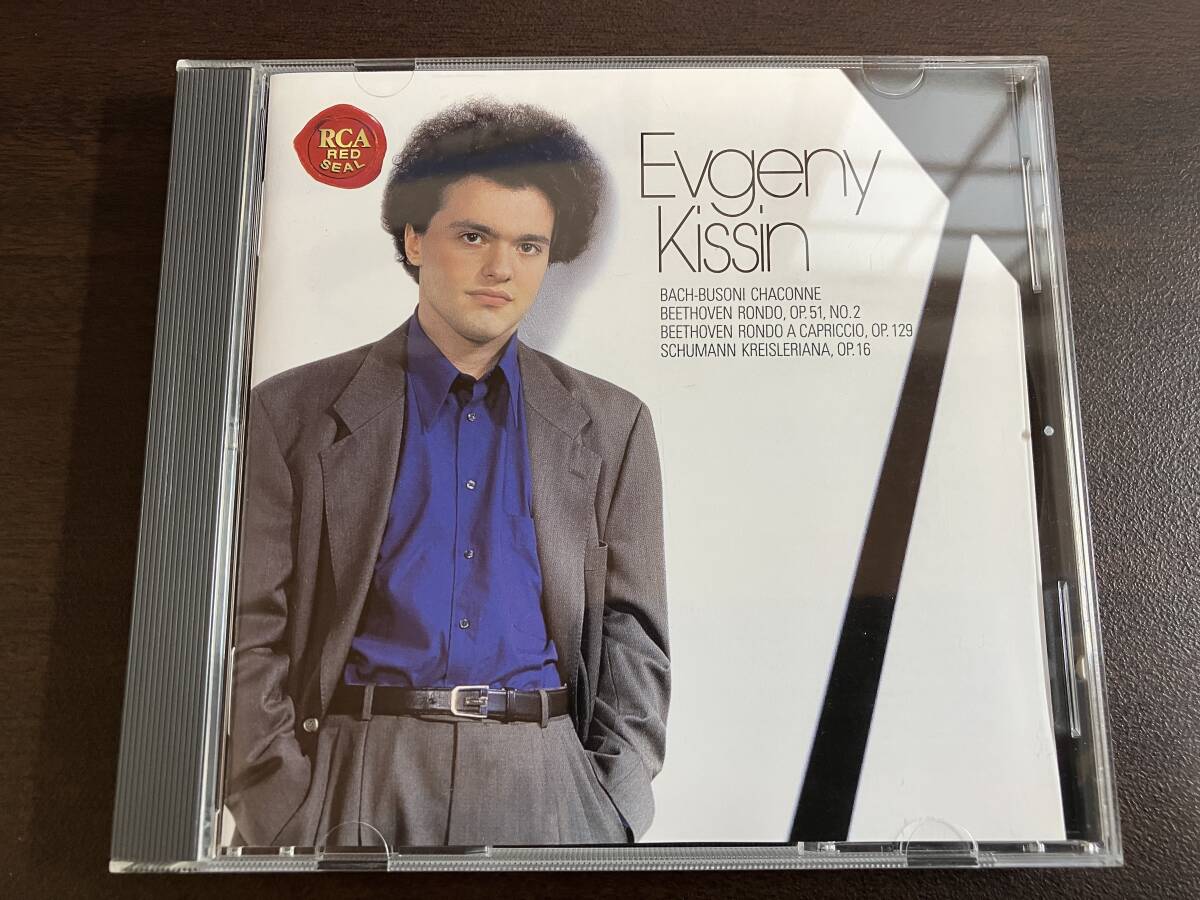 RCA
RED
SEAL
Evgeny
Kissin
BACH-BUSONI CHACONNE
BEETHOVEN RONDO, OP. 51, NO. 2
BEETHOVEN RONDO A CAPRICCIO, OP. 129
SCHUMANN KREISLERIANA, OP. 16